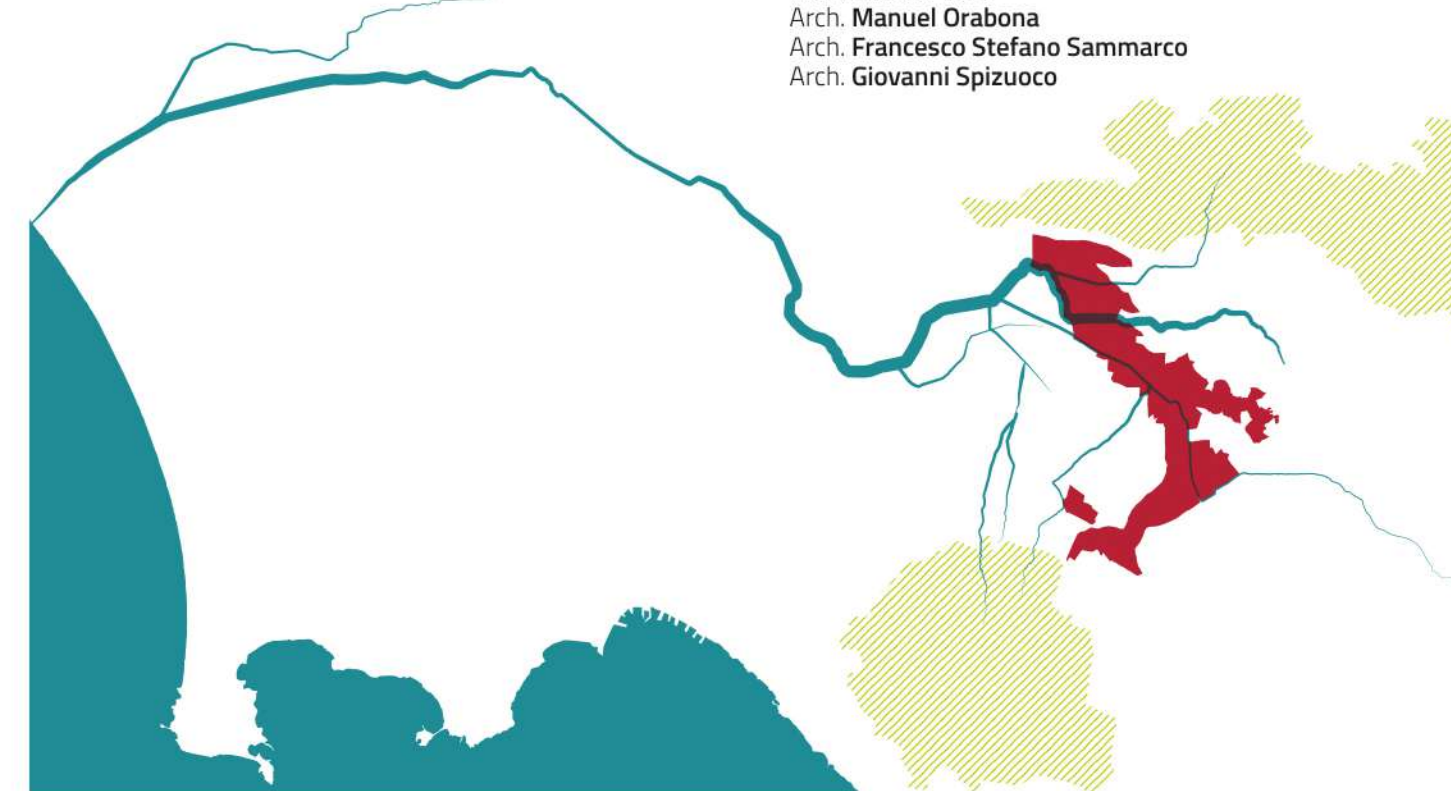 Arch. Manuel Orabona
Arch. Francesco Stefano Sammarco
Arch. Giovanni Spizuoco